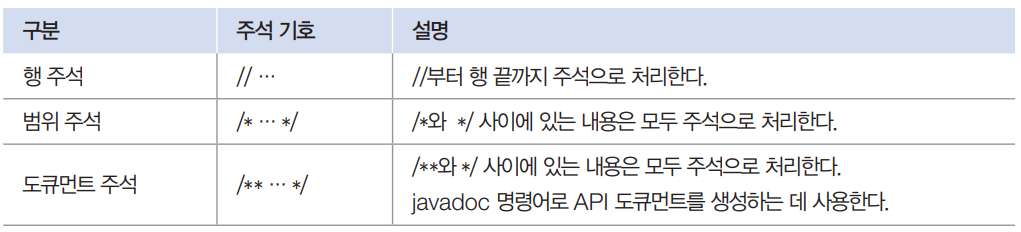 구분 주석 기호 설명
행 주석 // … //부터 행 끝까지 주석으로 처리한다.
범위 주석 /* … */ /*와 */ 사이에 있는 내용은 모두 주석으로 처리한다.
도큐먼트 주석 /** … */ /**와 */ 사이에 있는 내용은 모두 주석으로 처리한다.
javadoc 명령어로 API 도큐먼트를 생성하는 데 사용한다.